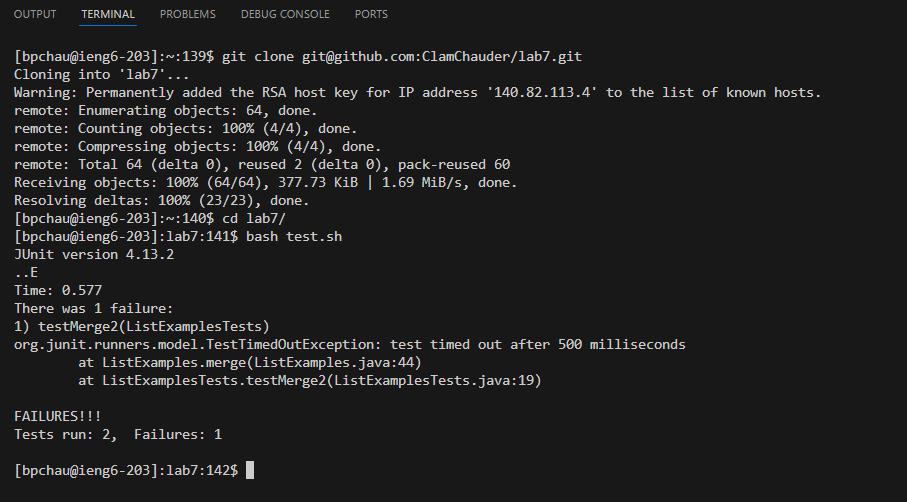 OUTPUT TERMINAL PROBLEMS DEBUG CONSOLE PORTS
[bpchau@ieng6-203]:~:139$ git clone git@github.com:ClamChauder/lab7.git
Cloning into 'lab7'...
Warning: Permanently added the RSA host key for IP address '140.82.113.4' to the list of known hosts.
remote: Enumerating objects: 64, done.
remote: Counting objects: 100% (4/4), done.
remote: Compressing objects: 100% (4/4), done.
remote: Total 64 (delta 0), reused 2 (delta 0), pack-reused 60
Receiving objects: 100% (64/64), 377.73 KiB | 1.69 MiB/s, done.
Resolving deltas: 100% (23/23), done.
[bpchau@ieng6-203]:~:140$ cd lab7/
[bpchau@ieng6-203]:lab7:141$ bash test.sh
JUnit version 4.13.2
..E
Time: 0.577
There was 1 failure:
1) testMerge2(ListExamplesTests)
org.junit.runners.model.TestTimedOutException: test timed out after 500 milliseconds
        at ListExamples.merge(ListExamples.java:44)
        at ListExamplesTests.testMerge2(ListExamplesTests.java:19)
FAILURES!!!
Tests run: 2,  Failures: 1
[bpchau@ieng6-203]:lab7:142$